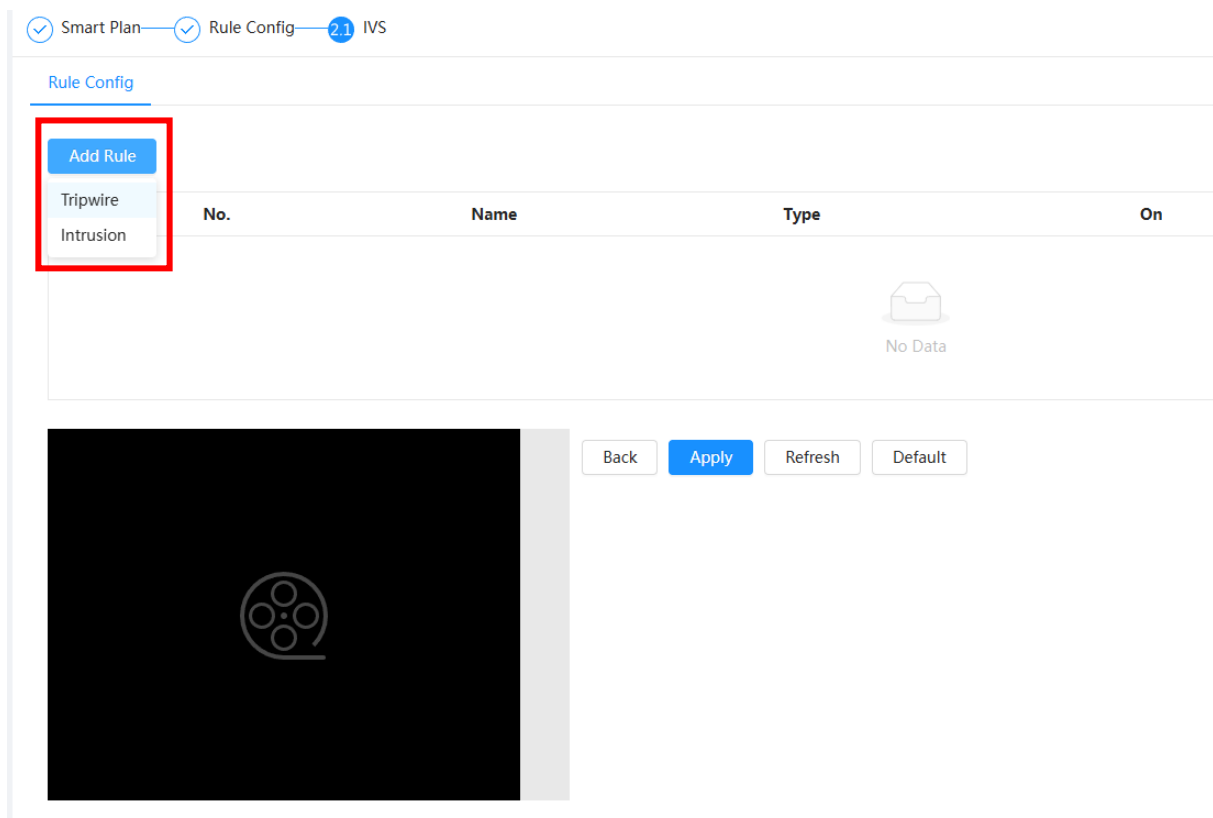 Smart Plan Rule Config 2.1 IVS
Rule Config
Add Rule
Tripwire
Intrusion
No. Name Type On
No Data
Back Apply Refresh Default